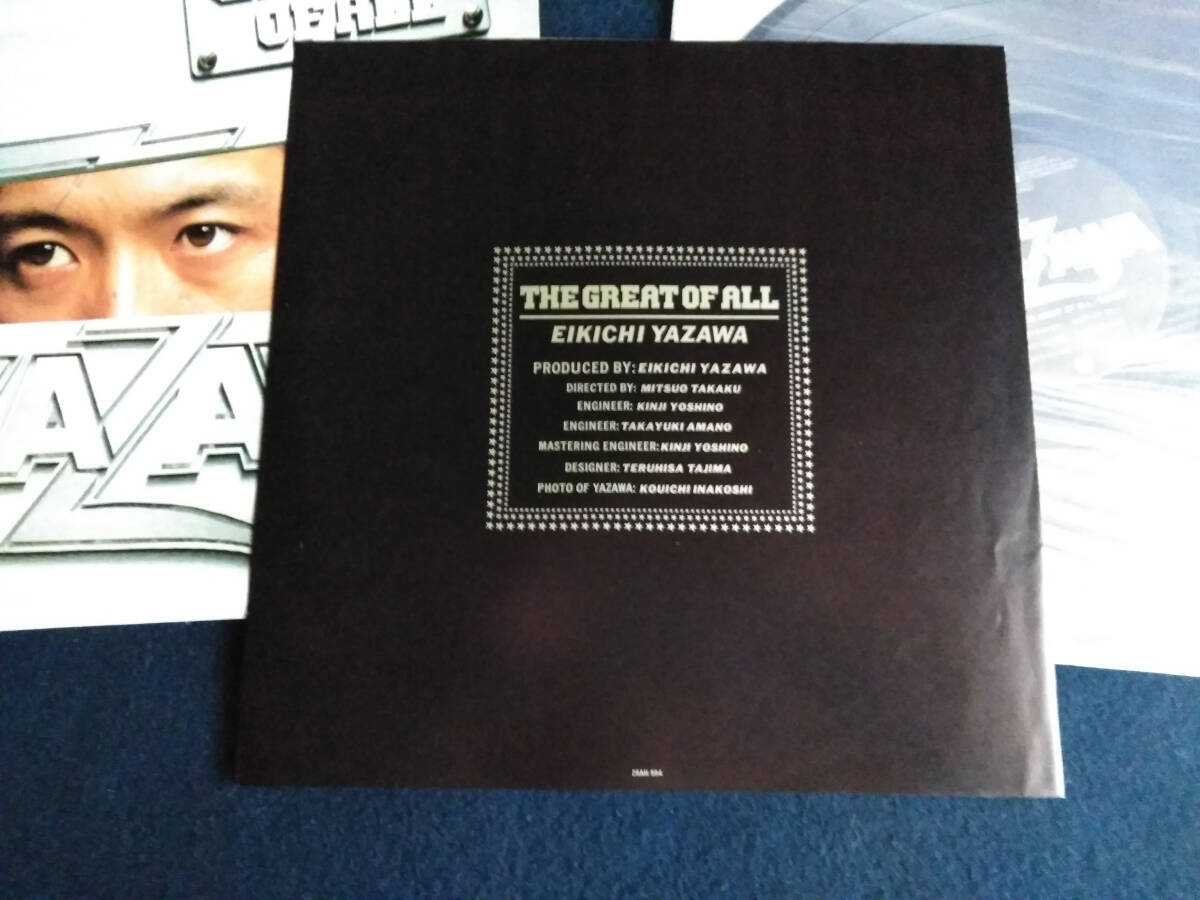 OF ALL
THE GREAT OF ALL
EIKICHI YAZAWA
PRODUCED BY: EIKICHI YAZAWA
DIRECTED BY: MITSUO TAKAKU
ENGINEER: KINJI YOSHINO
ENGINEER: TAKAYUKI AMANO
MASTERING ENGINEER: KINJI YOSHINO
DESIGNER: TERUHISA TAJIMA
PHOTO OF YAZAWA: KOUICHI INAKOSHI